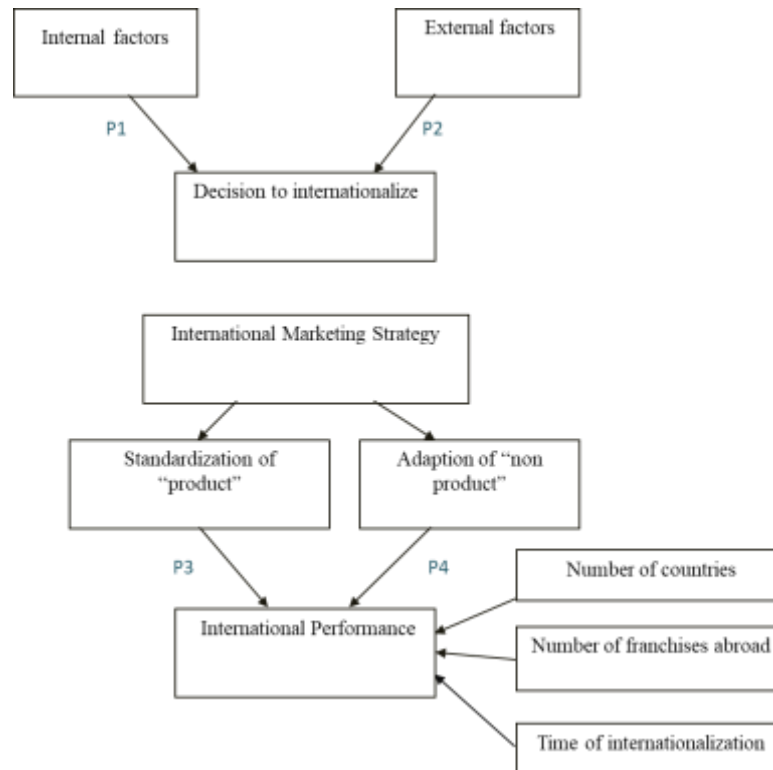 Internal factors
External factors
P1
P2
Decision to internationalize
International Marketing Strategy
Standardization of
“product”
Adaption of “non
product”
P3
P4
Number of countries
International Performance
Number of franchises abroad
Time of internationalization